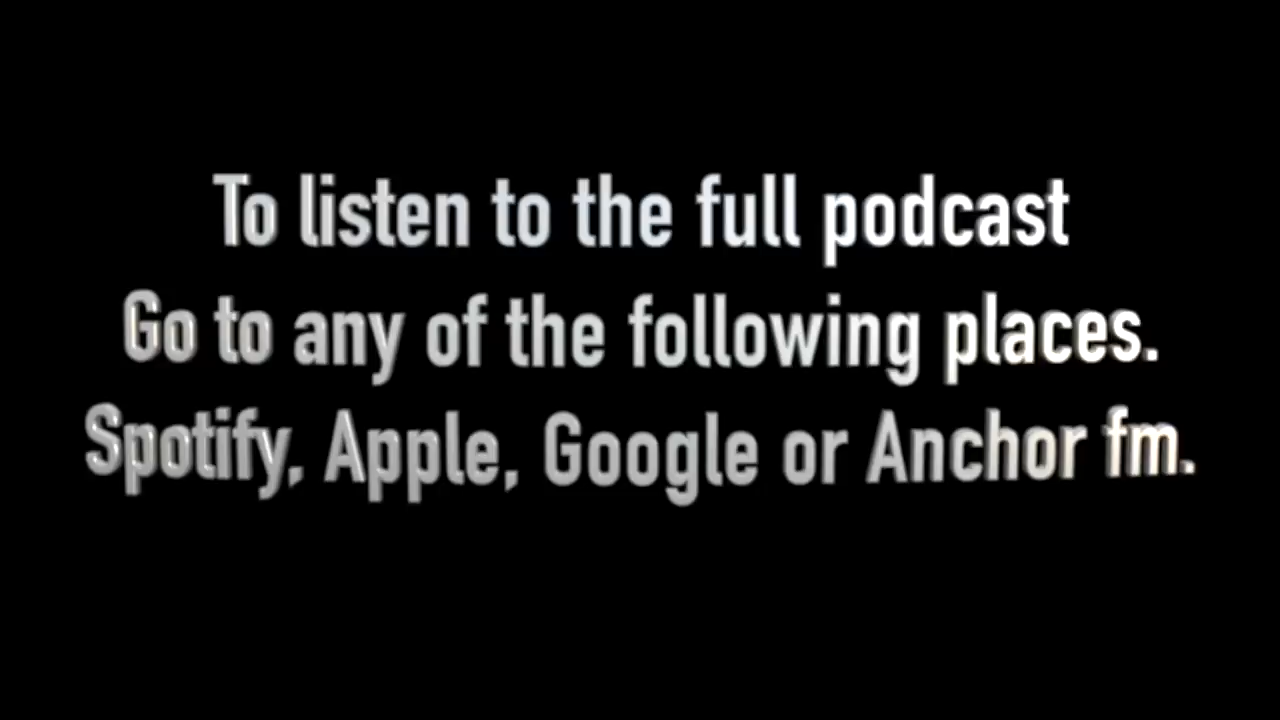 To listen to the full podcast
Go to any of the following places.
Spotify, Apple, Google or Anchor fm.